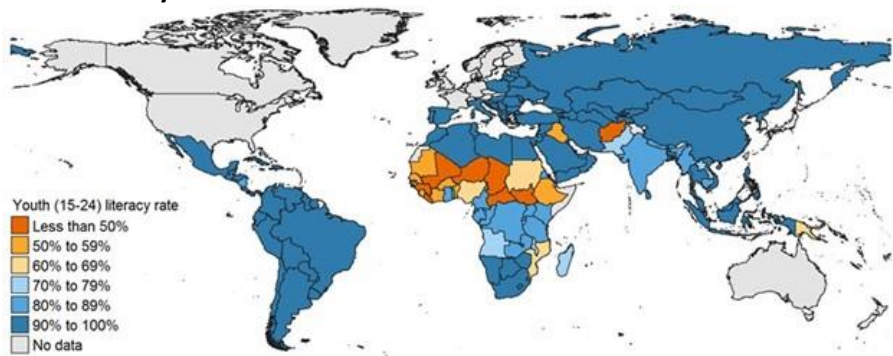 Youth (15-24) literacy rate
Less than 50%
50% to 59%
60% to 69%
70% to 79%
80% to 89%
90% to 100%
No data